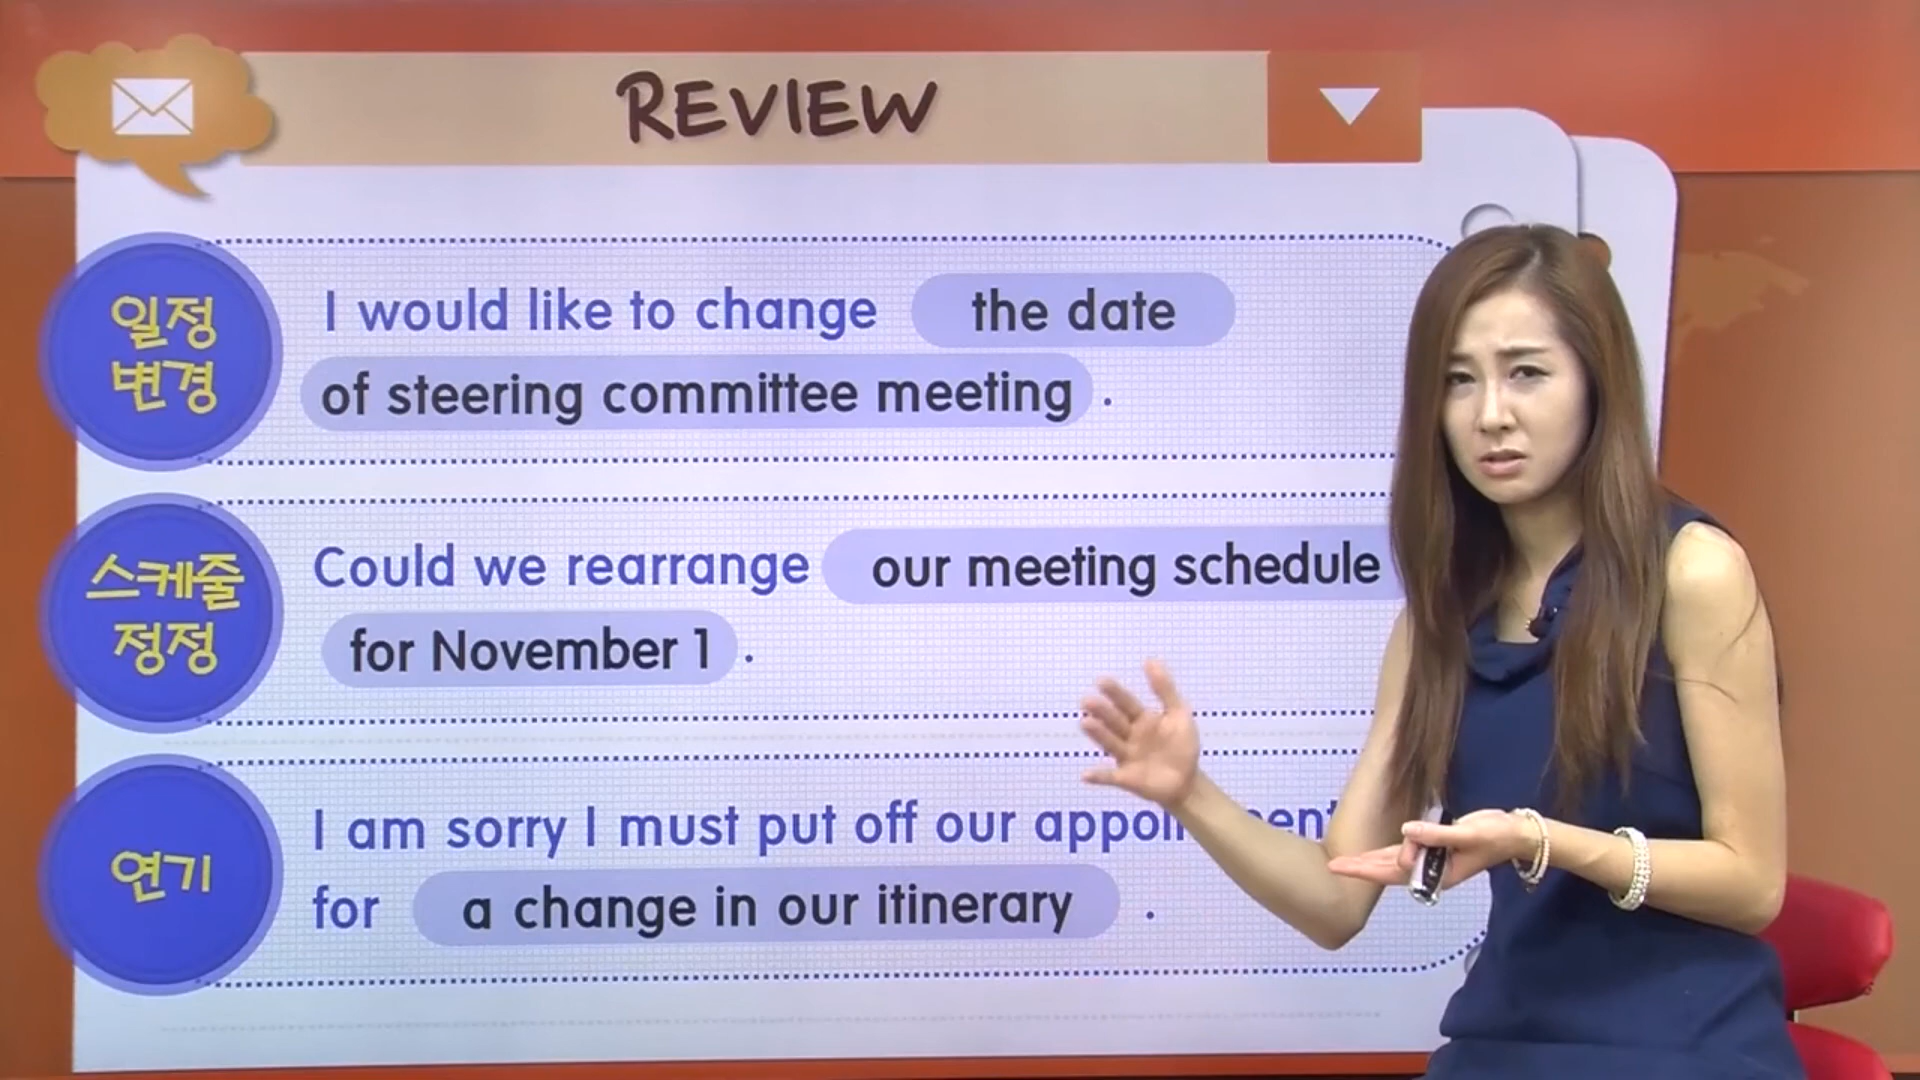 REVIEW
일정
변경
I would like to change the date
of steering committee meeting .
스케줄
정정
Could we rearrange our meeting schedule
for November 1 .
연기
I am sorry I must put off our
for a change in our itinerary .